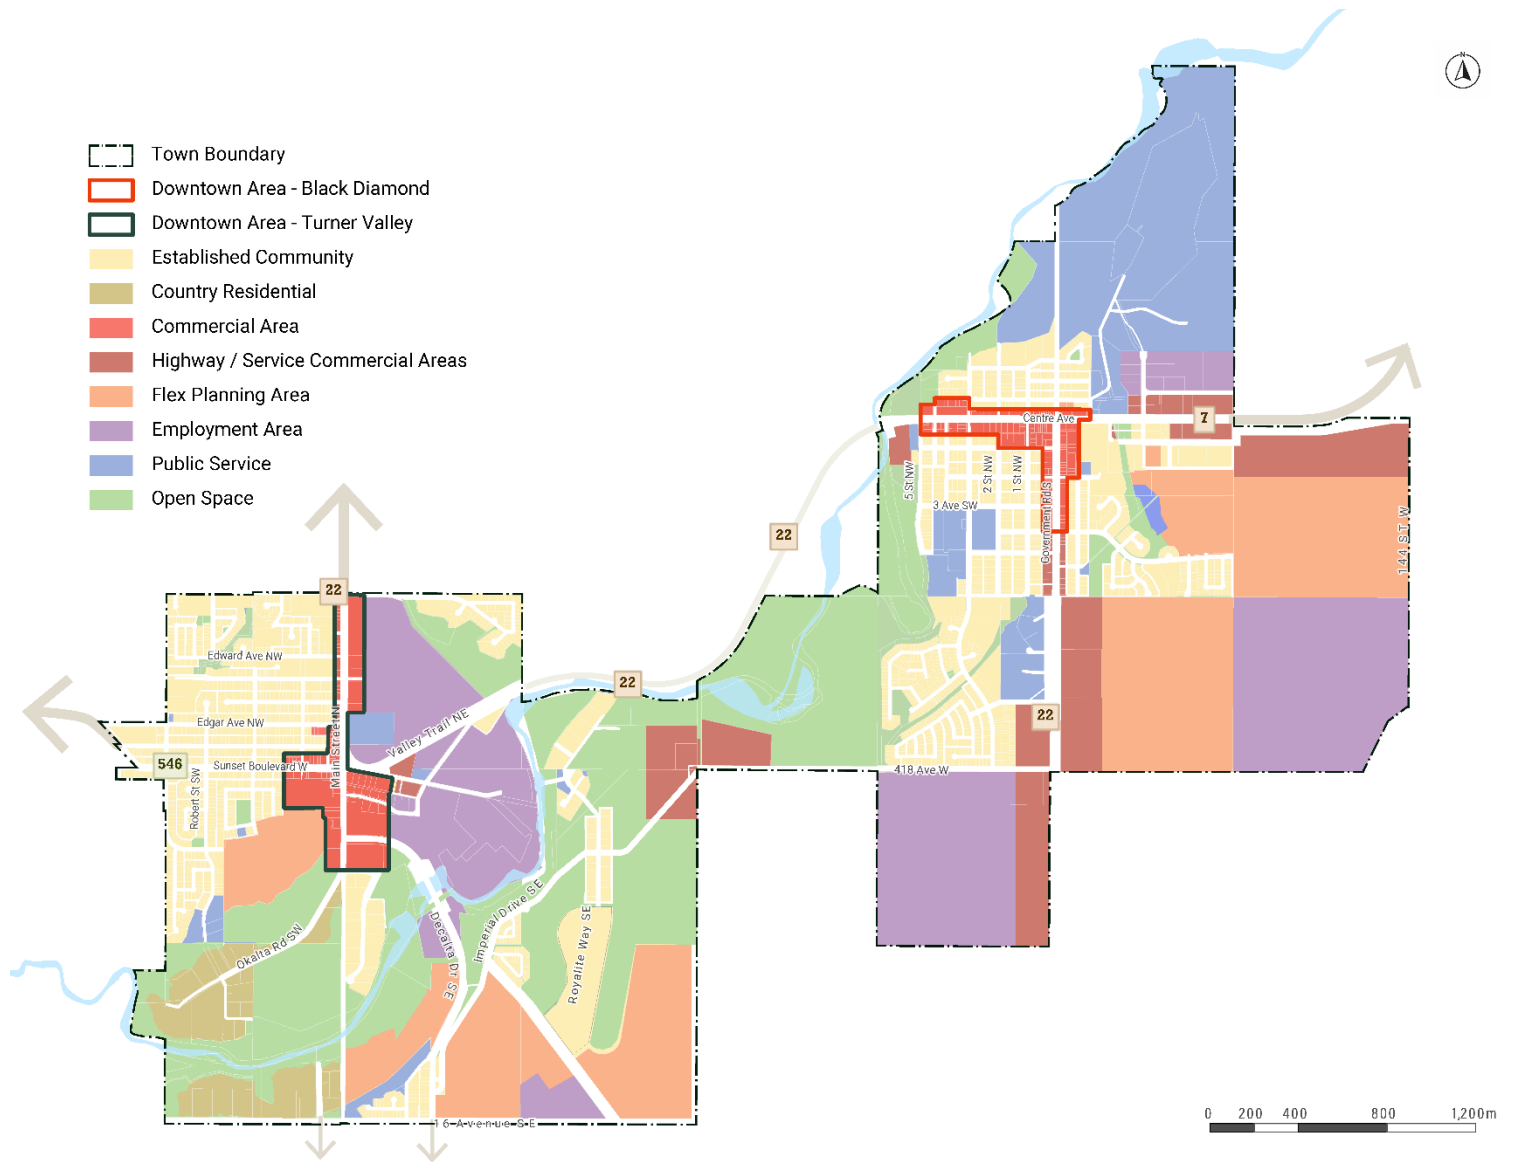 N
Town Boundary
Downtown Area - Black Diamond
Downtown Area - Turner Valley
Established Community
Country Residential
Commercial Area
Highway / Service Commercial Areas
Flex Planning Area
Employment Area
Public Service
Open Space
Centre Ave
7
5 St NW
2 St NW
1 St NW
3 Ave SW
Government Rd S
144 ST W
22
22
Edward Ave NW
22
Main Street N
Edgar Ave NW
Valley Trail NE
22
546
Sunset Boulevard W
418 Ave W
Robert St SW
Imperial Drive SE
Decalta Dr SE
Okalta Rd SW
Royalite Way SE
16 Avenue SE
0 200 400 800 1,200m